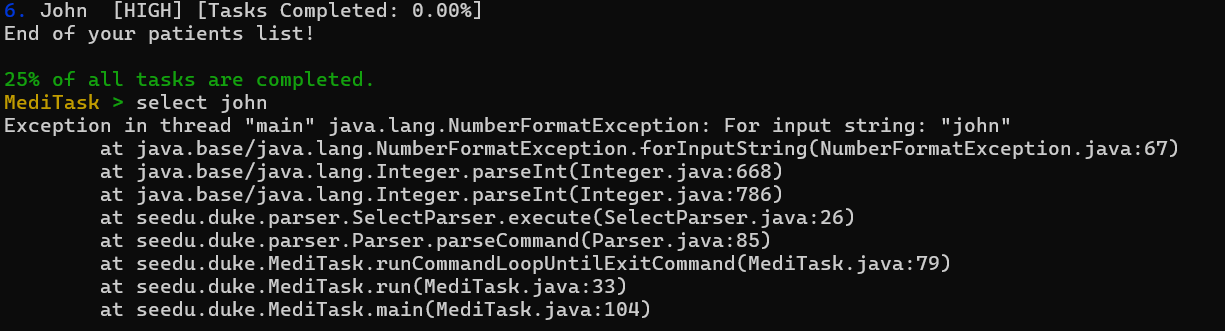 6. John  [HIGH] [Tasks Completed: 0.00%]
End of your patients list!
25% of all tasks are completed.
MediTask > select john
Exception in thread "main" java.lang.NumberFormatException: For input string: "john"
        at java.base/java.lang.NumberFormatException.forInputString(NumberFormatException.java:67)
        at java.base/java.lang.Integer.parseInt(Integer.java:668)
        at java.base/java.lang.Integer.parseInt(Integer.java:786)
        at seedu.duke.parser.SelectParser.execute(SelectParser.java:26)
        at seedu.duke.parser.Parser.parseCommand(Parser.java:85)
        at seedu.duke.MediTask.runCommandLoopUntilExitCommand(MediTask.java:79)
        at seedu.duke.MediTask.run(MediTask.java:33)
        at seedu.duke.MediTask.main(MediTask.java:104)